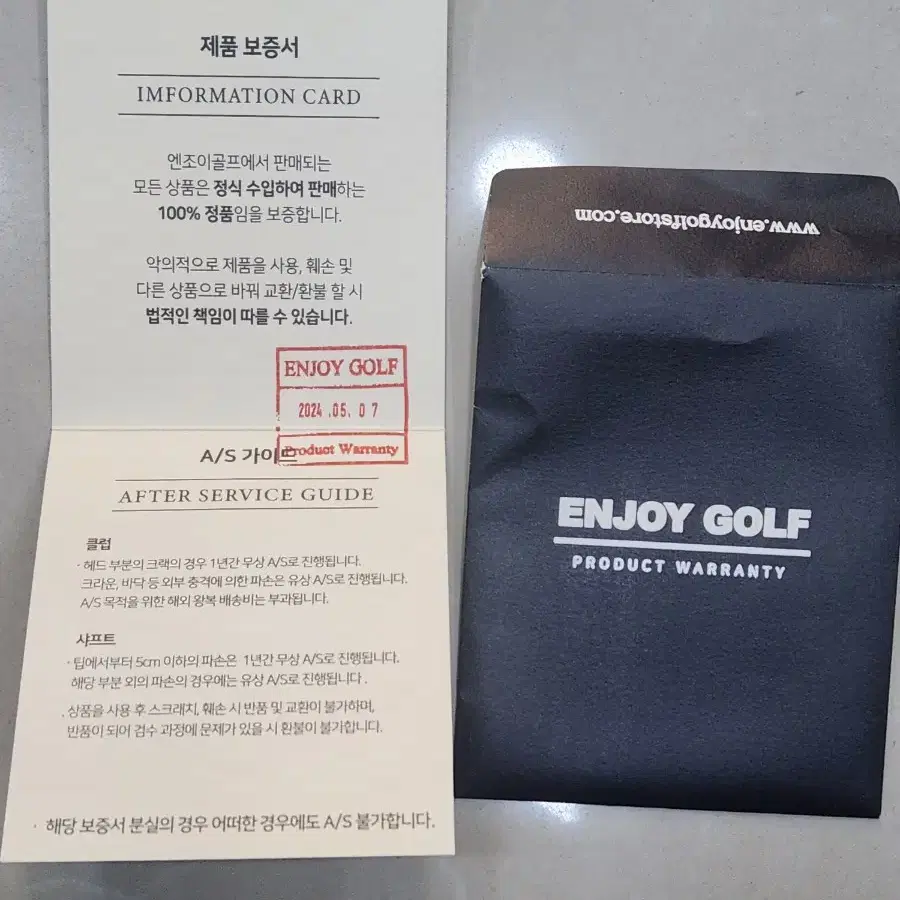 제품 보증서
IMFORMATION CARD
엔조이골프에서 판매되는
모든 상품은 정식 수입하여 판매하는
100% 정품임을 보증합니다.
악의적으로 제품을 사용, 훼손 및
다른 상품으로 바꿔 교환/환불 할 시
법적인 책임이 따를 수 있습니다.
ENJOY GOLF
2024.05.07
Product Warranty
A/S 가이드
AFTER SERVICE GUIDE
클럽
· 헤드 부분의 크랙의 경우 1년간 무상 A/S로 진행됩니다.
크라운, 바닥 등 외부 충격에 의한 파손은 유상 A/S로 진행됩니다.
A/S 목적을 위한 해외 왕복 배송비는 부과됩니다.
샤프트
· 팁에서부터 5cm 이하의 파손은 1년간 무상 A/S로 진행됩니다.
해당 부분 외의 파손의 경우에는 유상 A/S로 진행됩니다.
. 상품을 사용 후 스크래치, 훼손 시 반품 및 교환이 불가하며,
반품이 되어 검수 과정에 문제가 있을 시 환불이 불가합니다.
· 해당 보증서 분실의 경우 어떠한 경우에도 A/S 불가합니다.
www.enjoygolfstore.com
ENJOY GOLF
PRODUCT WARRANTY